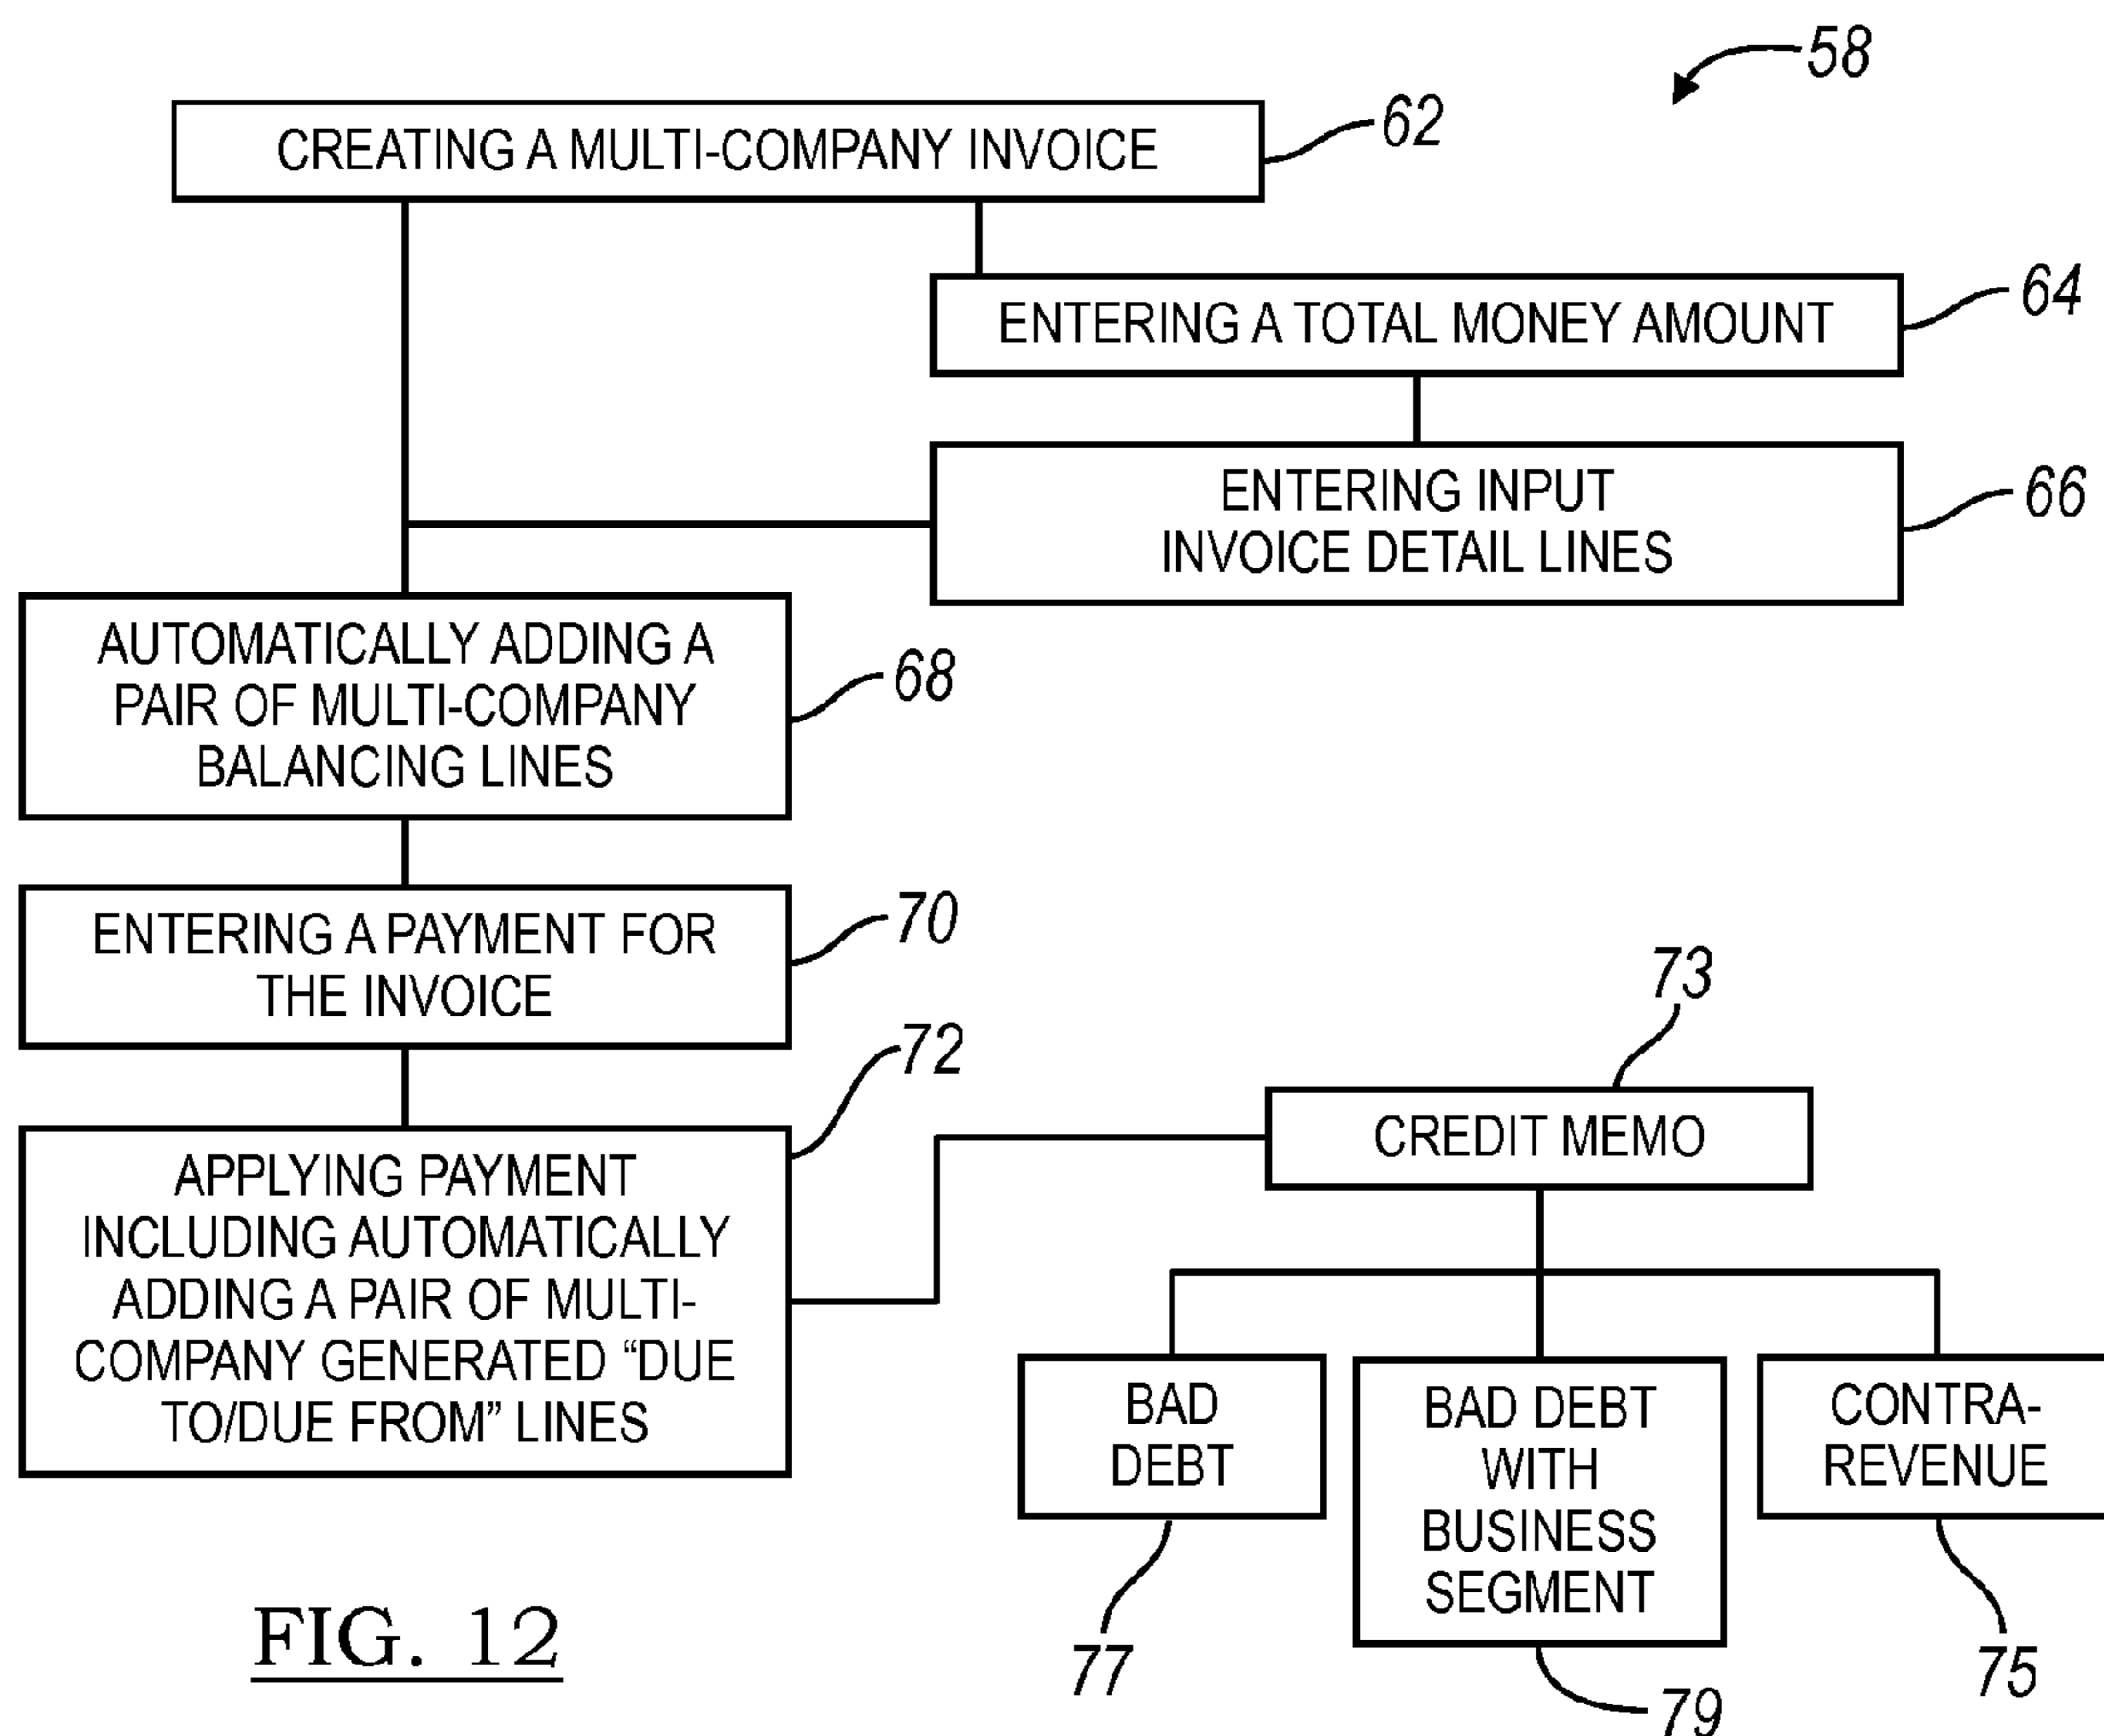 58
CREATING A MULTI-COMPANY INVOICE
62
ENTERING A TOTAL MONEY AMOUNT
64
ENTERING INPUT
INVOICE DETAIL LINES
66
AUTOMATICALLY ADDING A
PAIR OF MULTI-COMPANY
BALANCING LINES
68
ENTERING A PAYMENT FOR
THE INVOICE
70
APPLYING PAYMENT
INCLUDING AUTOMATICALLY
ADDING A PAIR OF MULTI-
COMPANY GENERATED “DUE
TO/DUE FROM” LINES
72
73
CREDIT MEMO
BAD
DEBT
77
BAD DEBT
WITH
BUSINESS
SEGMENT
79
CONTRA-
REVENUE
75
FIG. 12